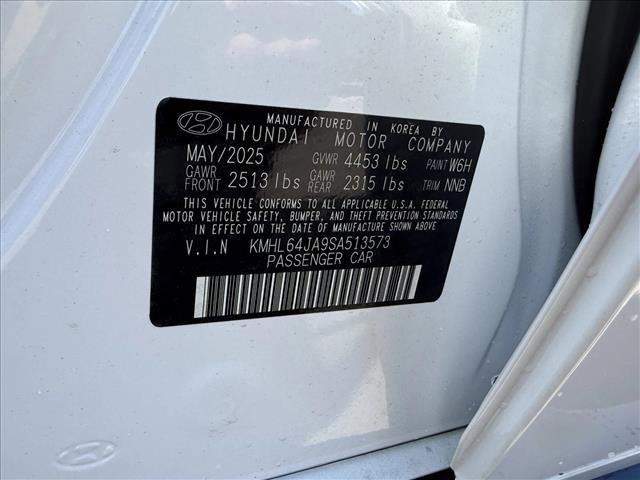 MANUFACTURED IN KOREA BY
HYUNDAI MOTOR COMPANY
MAY/2025 GVWR 4453 lbs PAINT W6H
GAWR FRONT 2513 lbs GAWR REAR 2315 lbs TRIM NNB
THIS VEHICLE CONFORMS TO ALL APPLICABLE U.S.A. FEDERAL
MOTOR VEHICLE SAFETY, BUMPER, AND THEFT PREVENTION STANDARDS
IN EFFECT ON THE DATE OF MANUFACTURE SHOWN ABOVE.
V.I.N KMHL64JA9SA513573
PASSENGER CAR